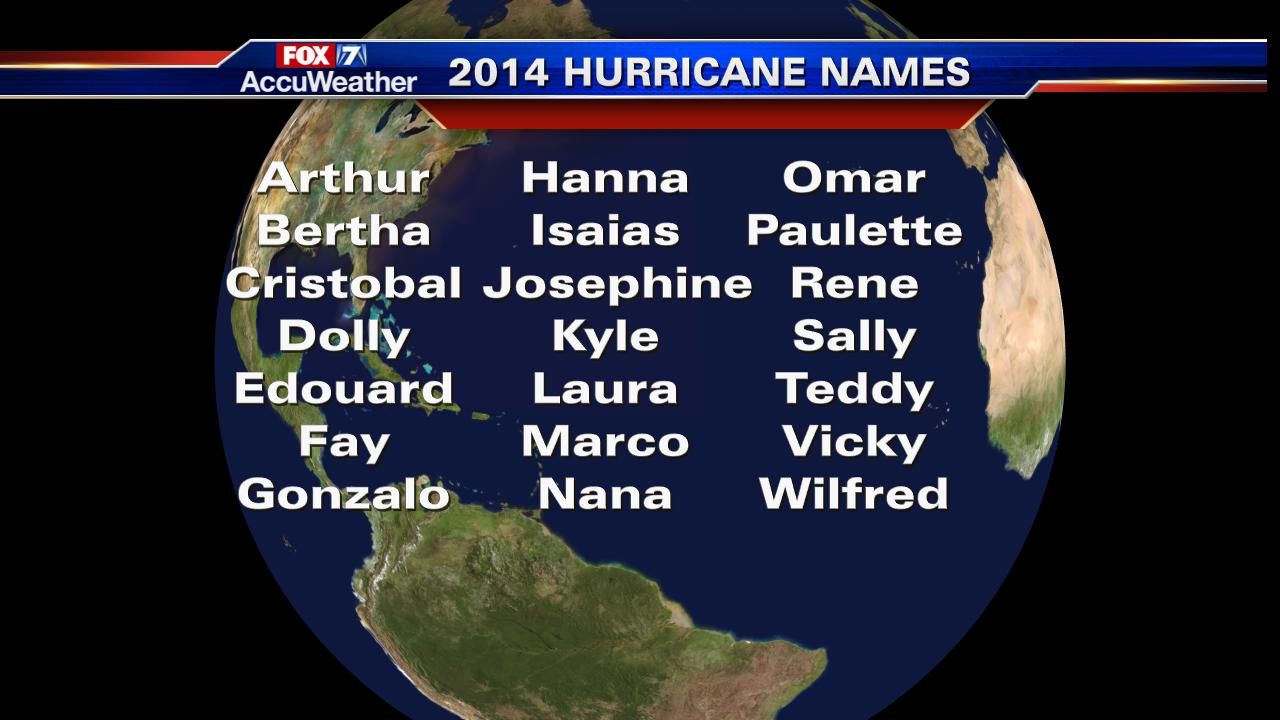 FOX 7
AccuWeather
2014 HURRICANE NAMES
Arthur
Bertha
Cristobal
Dolly
Edouard
Fay
Gonzalo
Hanna
Isaias
Josephine
Kyle
Laura
Marco
Nana
Omar
Paulette
Rene
Sally
Teddy
Vicky
Wilfred